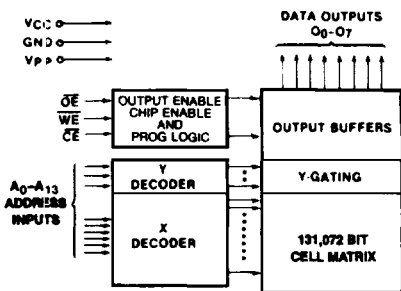 VCC
GND
VPP
DATA OUTPUTS
O0-O7
OE
WE
CE
OUTPUT ENABLE
CHIP ENABLE
AND
PROG LOGIC
OUTPUT BUFFERS
A0-A13
ADDRESS
INPUTS
Y
DECODER
Y-GATING
X
DECODER
131,072 BIT
CELL MATRIX